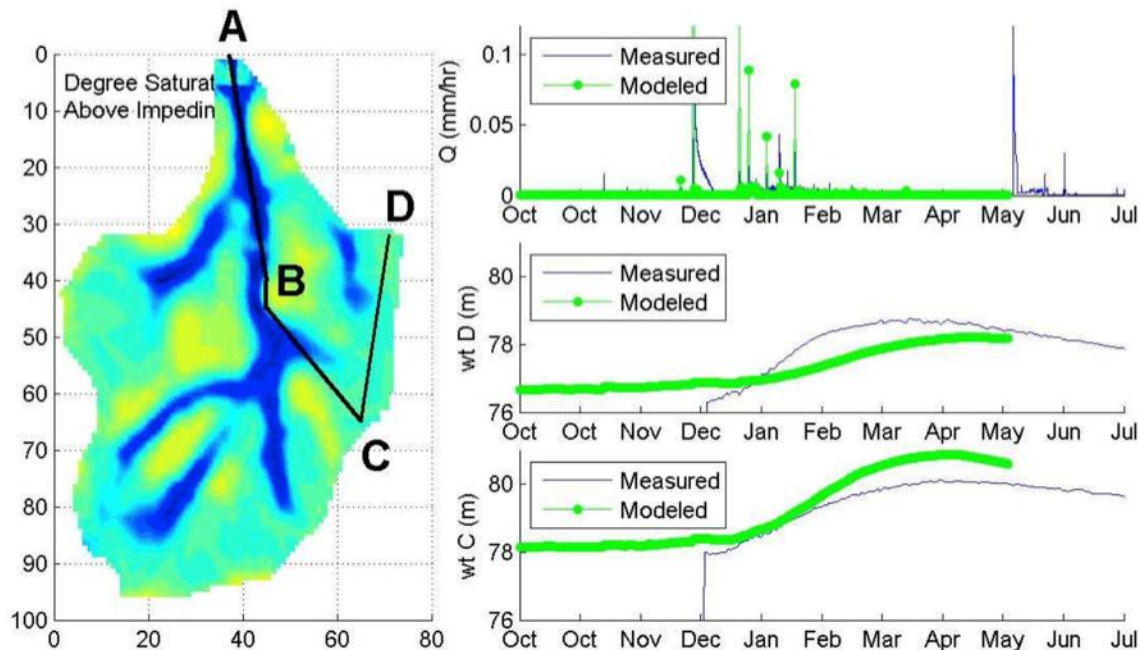 A
0
10
20
30
40
50
60
70
80
90
100
0
20
40
60
80
Degree Saturat
Above Impedin
D
B
C
Q (mm/hr)
0.1
0.05
0
Measured
Modeled
Oct Oct Nov Dec Jan Feb Mar Apr May Jun Jul
wt D (m)
80
78
76
Measured
Modeled
Oct Oct Nov Dec Jan Feb Mar Apr May Jun Jul
wt C (m)
80
78
76
Measured
Modeled
Oct Oct Nov Dec Jan Feb Mar Apr May Jun Jul